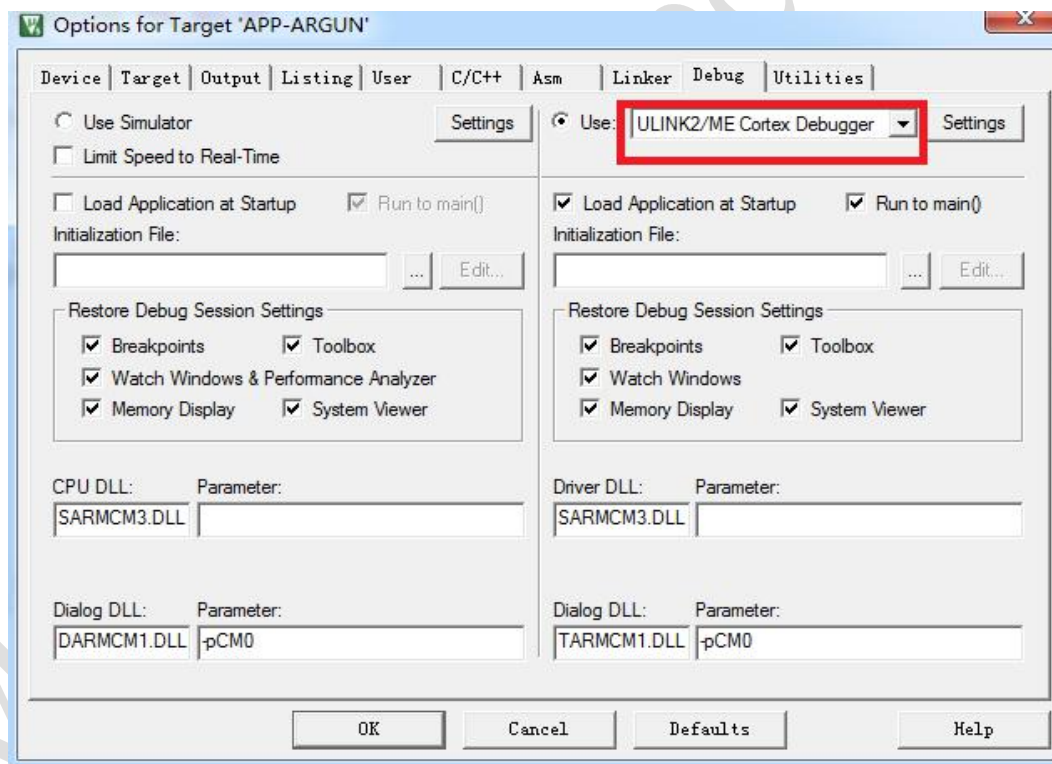 Options for Target 'APP-ARGUN'
Device Target Output Listing User C/C++ Asm Linker Debug Utilities
Use Simulator Settings
Limit Speed to Real-Time
Use: ULINK2/ME Cortex Debugger Settings
Load Application at Startup Run to main()
Initialization File:
... Edit...
Restore Debug Session Settings
Breakpoints Toolbox
Watch Windows & Performance Analyzer
Memory Display System Viewer
CPU DLL: Parameter:
SARMCM3.DLL
Dialog DLL: Parameter:
DARMCM1.DLL -pCM0
Load Application at Startup Run to main()
Initialization File:
... Edit...
Restore Debug Session Settings
Breakpoints Toolbox
Watch Windows
Memory Display System Viewer
Driver DLL: Parameter:
SARMCM3.DLL
Dialog DLL: Parameter:
TARMCM1.DLL -pCM0
OK Cancel Defaults Help